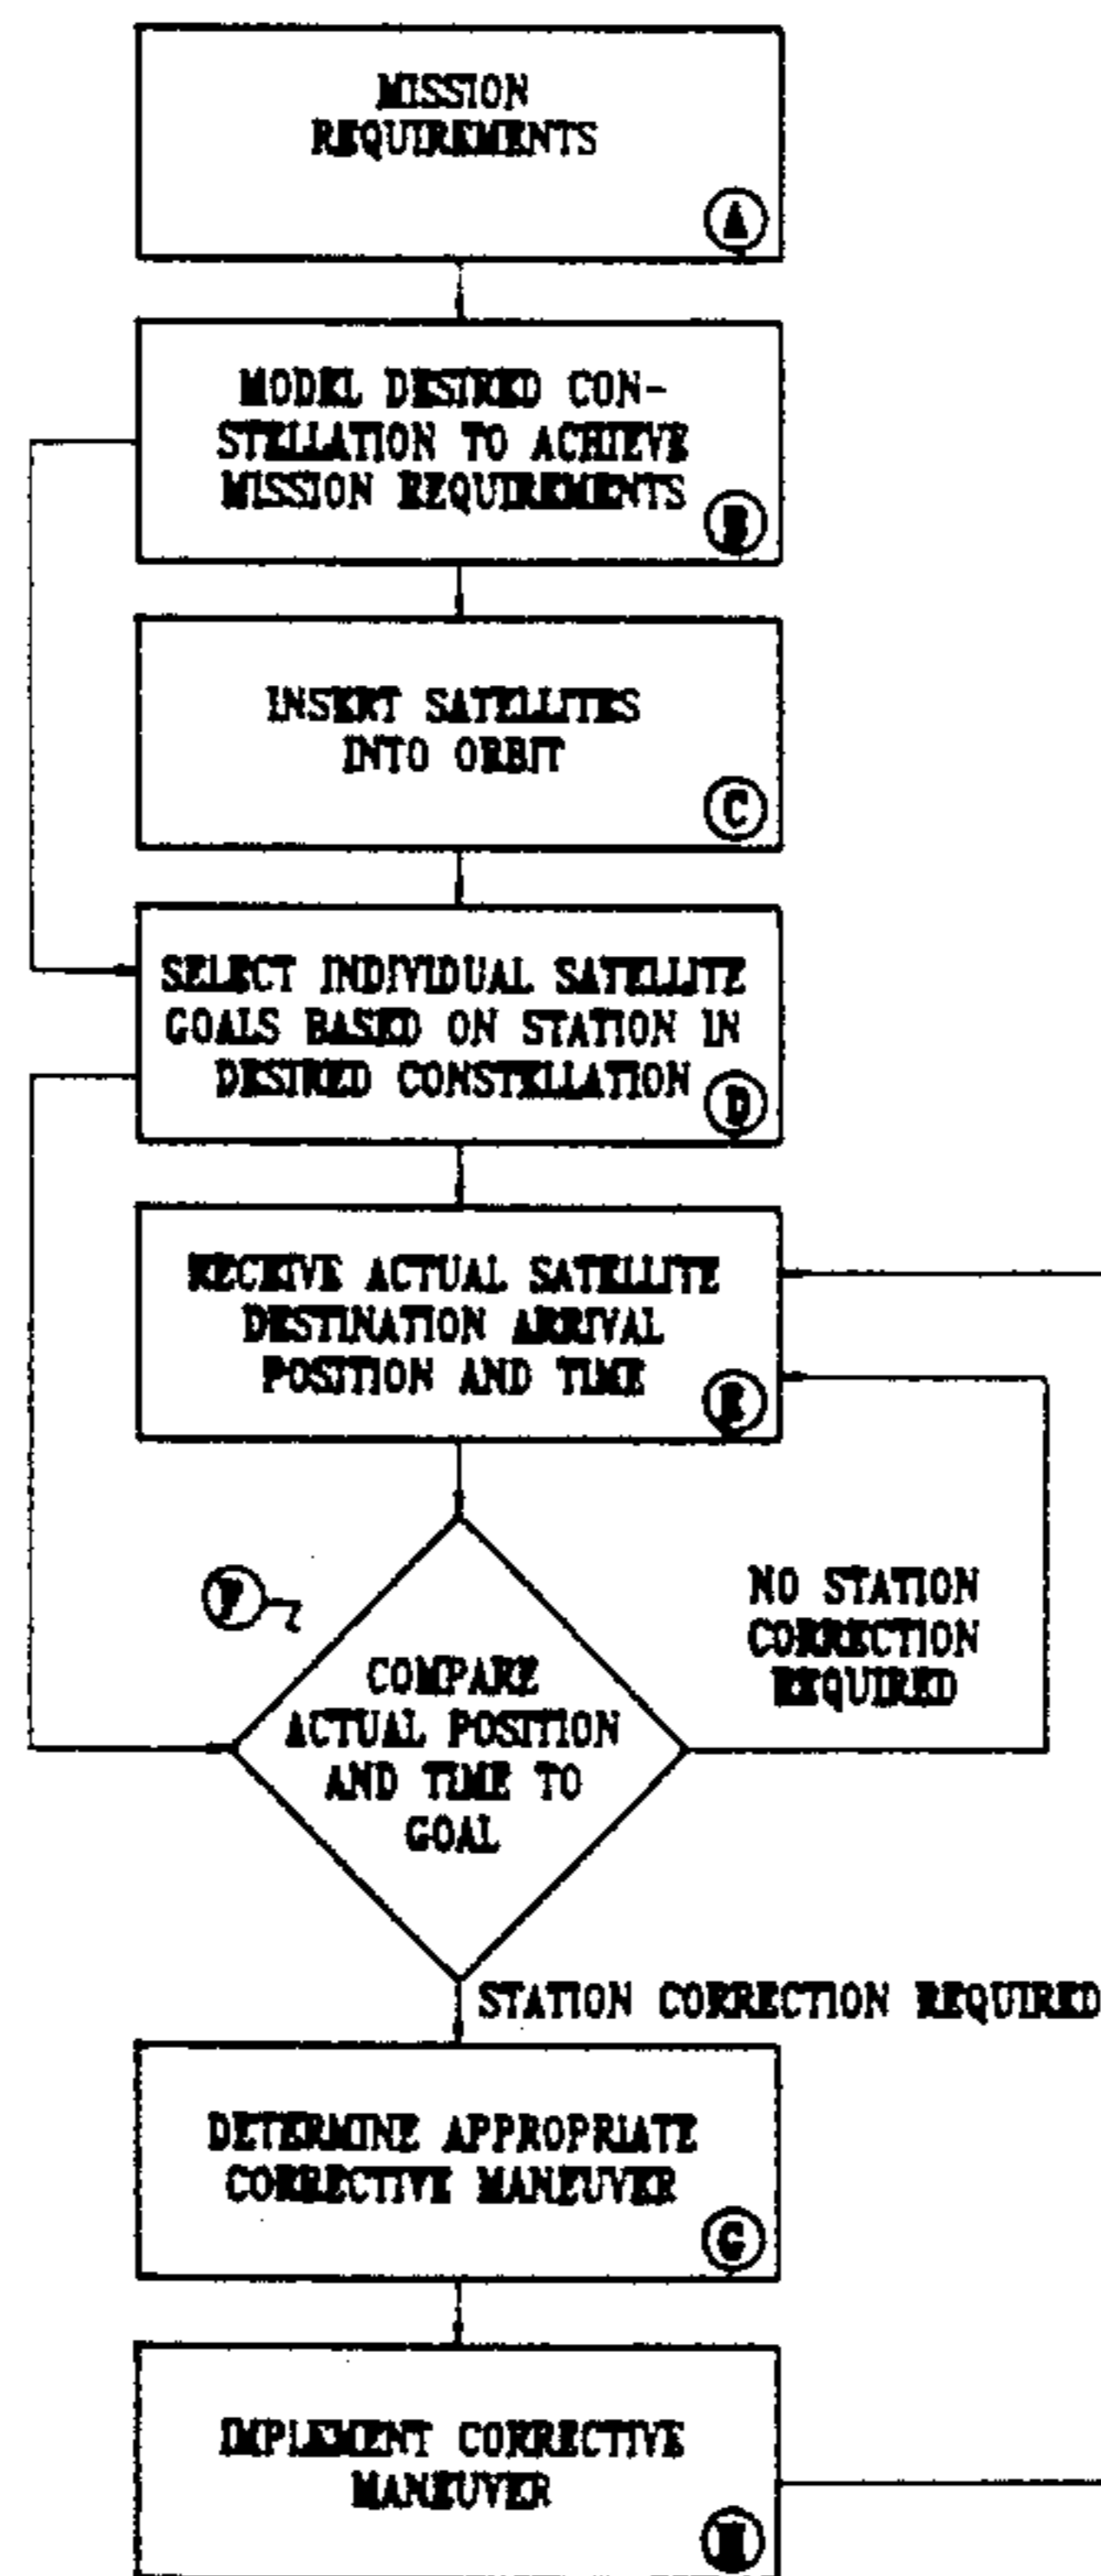 MISSION
REQUIREMENTS
A
MODEL DESIRED CON-
STELLATION TO ACHIEVE
MISSION REQUIREMENTS
B
INSERT SATELLITES
INTO ORBIT
C
SELECT INDIVIDUAL SATELLITE
GOALS BASED ON STATION IN
DESIRED CONSTELLATION
D
RECEIVE ACTUAL SATELLITE
DESTINATION ARRIVAL
POSITION AND TIME
E
F
COMPARE
ACTUAL POSITION
AND TIME TO
GOAL
NO STATION
CORRECTION
REQUIRED
STATION CORRECTION REQUIRED
DETERMINE APPROPRIATE
CORRECTIVE MANEUVER
G
IMPLEMENT CORRECTIVE
MANEUVER
H